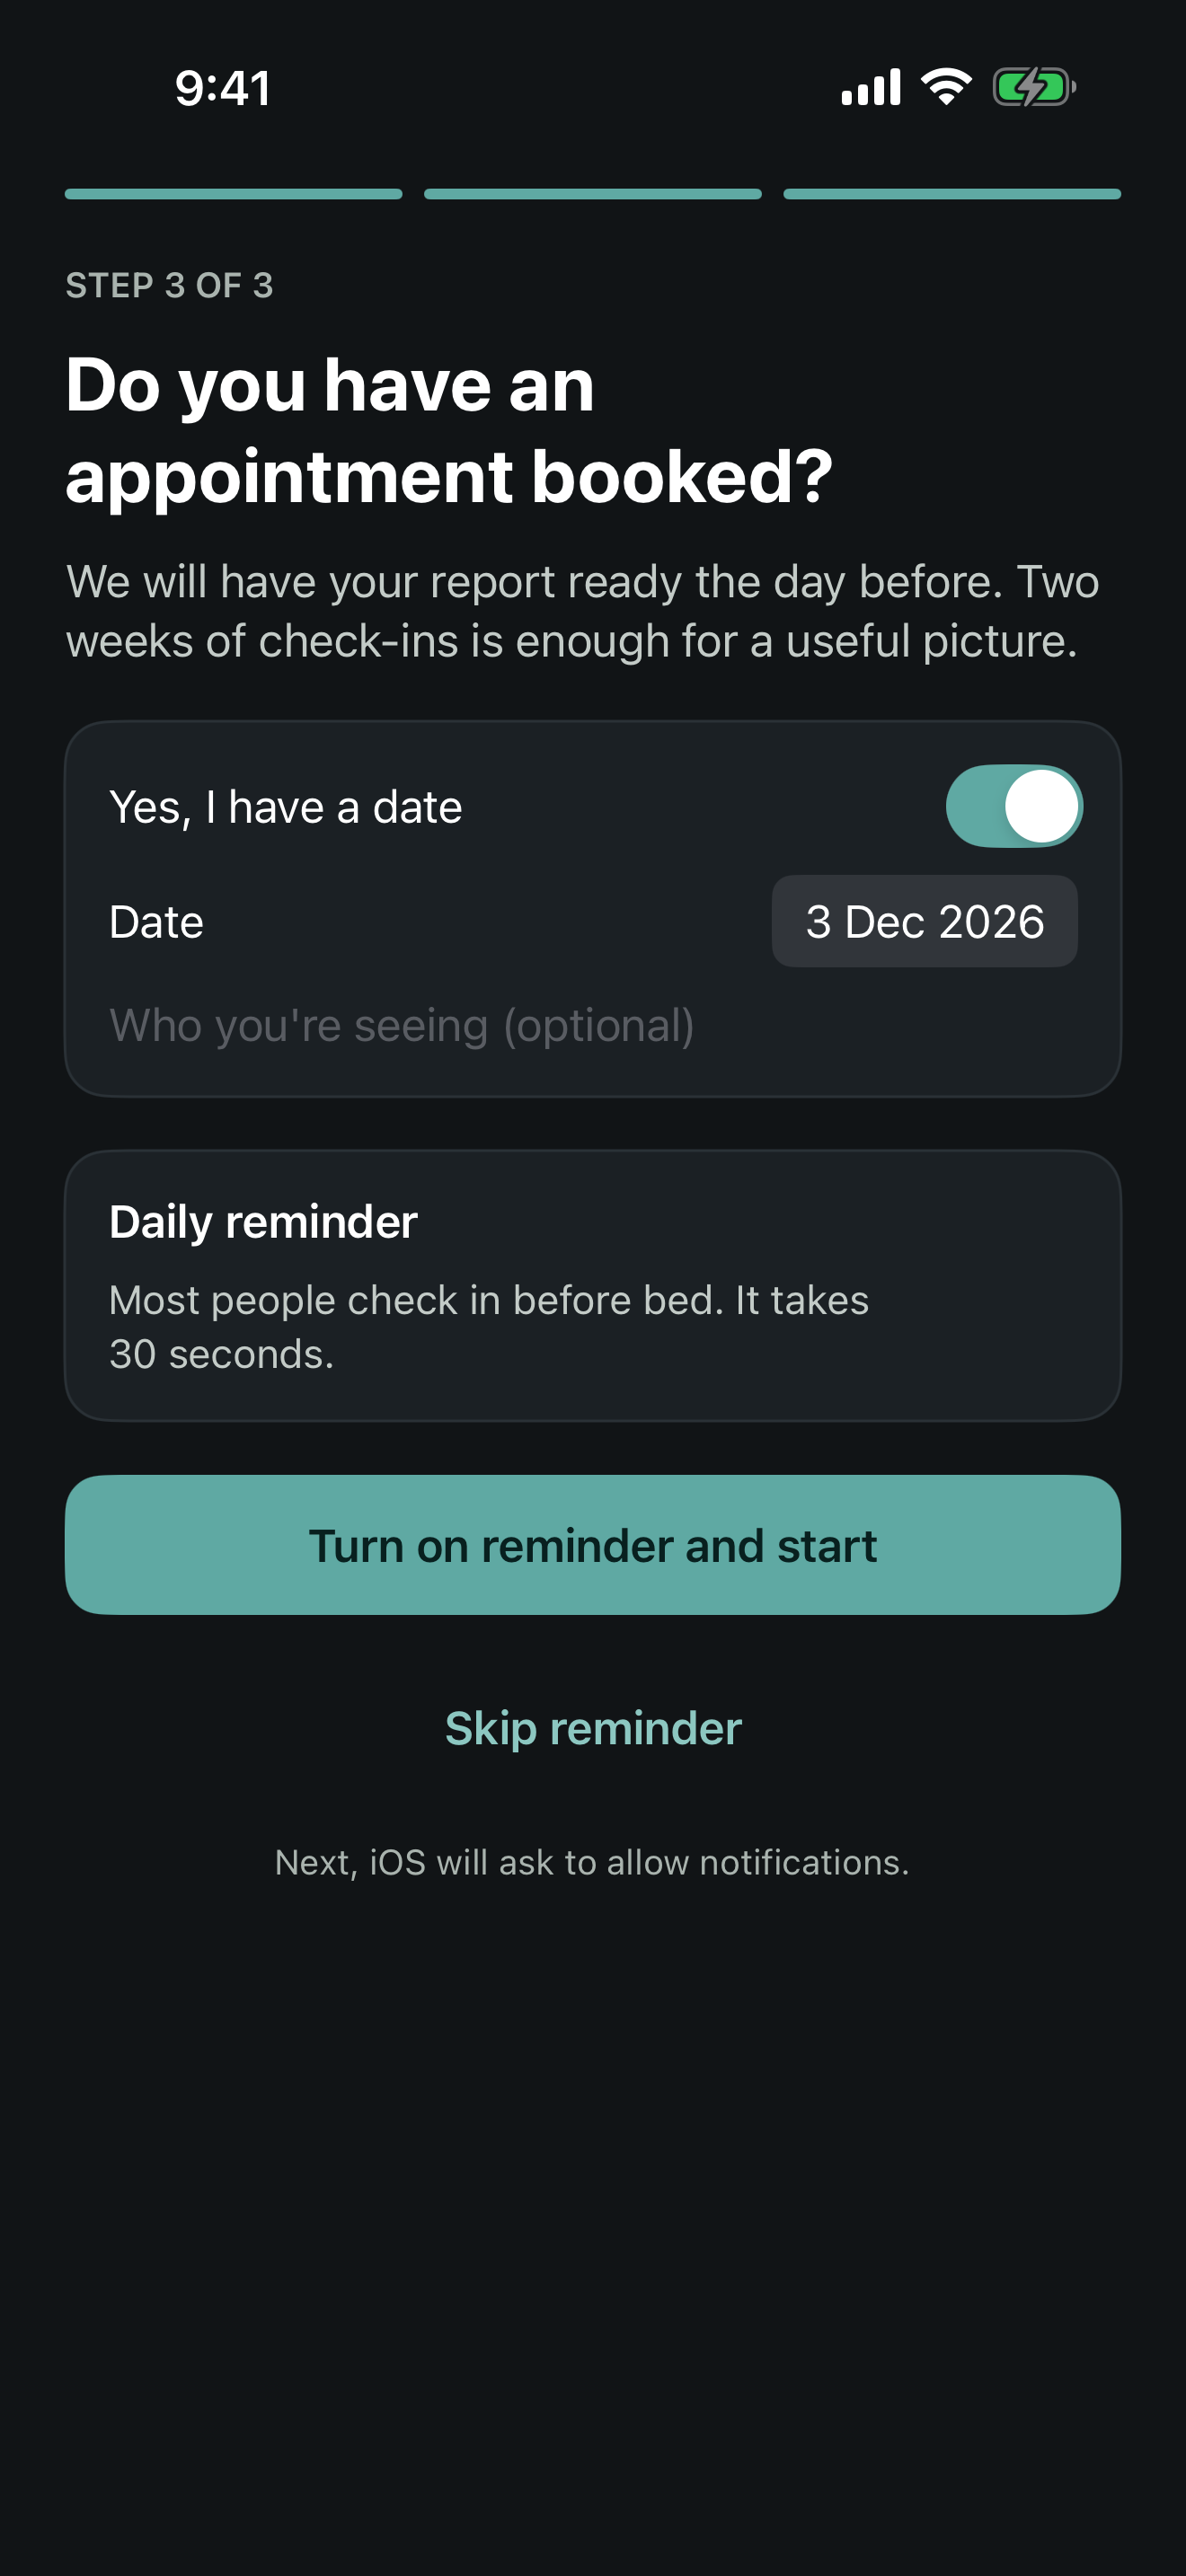 9:41
STEP 3 OF 3
Do you have an
appointment booked?
We will have your report ready the day before. Two
weeks of check-ins is enough for a useful picture.
Yes, I have a date
Date
3 Dec 2026
Who you're seeing (optional)
Daily reminder
Most people check in before bed. It takes
30 seconds.
Turn on reminder and start
Skip reminder
Next, iOS will ask to allow notifications.